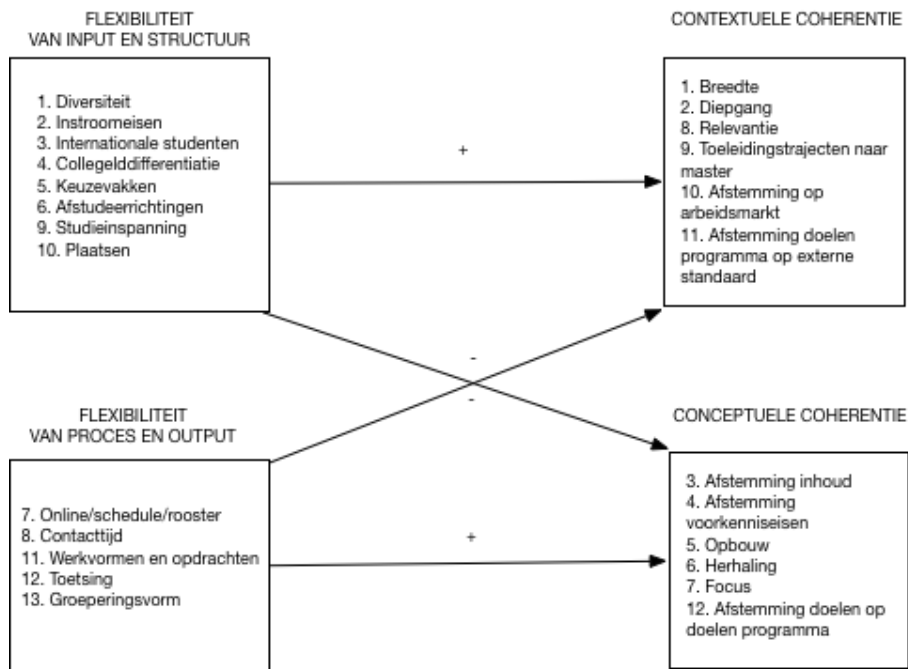 FLEXIBILITEIT
VAN INPUT EN STRUCTUUR
1. Diversiteit
2. Instroomeisen
3. Internationale studenten
4. Collegelddifferentiatie
5. Keuzevakken
6. Afstudeerrichtingen
9. Studieinspanning
10. Plaatsen
CONTEXTUELE COHERENTIE
1. Breedte
2. Diepgang
8. Relevantie
9. Toeleidingstrajecten naar
master
10. Afstemming op
arbeidsmarkt
11. Afstemming doelen
programma op externe
standaard
+
-
-
FLEXIBILITEIT
VAN PROCES EN OUTPUT
7. Online/schedule/rooster
8. Contacttijd
11. Werkvormen en opdrachten
12. Toetsing
13. Groeperingsvorm
+
CONCEPTUELE COHERENTIE
3. Afstemming inhoud
4. Afstemming
voorkenniseisen
5. Opbouw
6. Herhaling
7. Focus
12. Afstemming doelen op
doelen programma